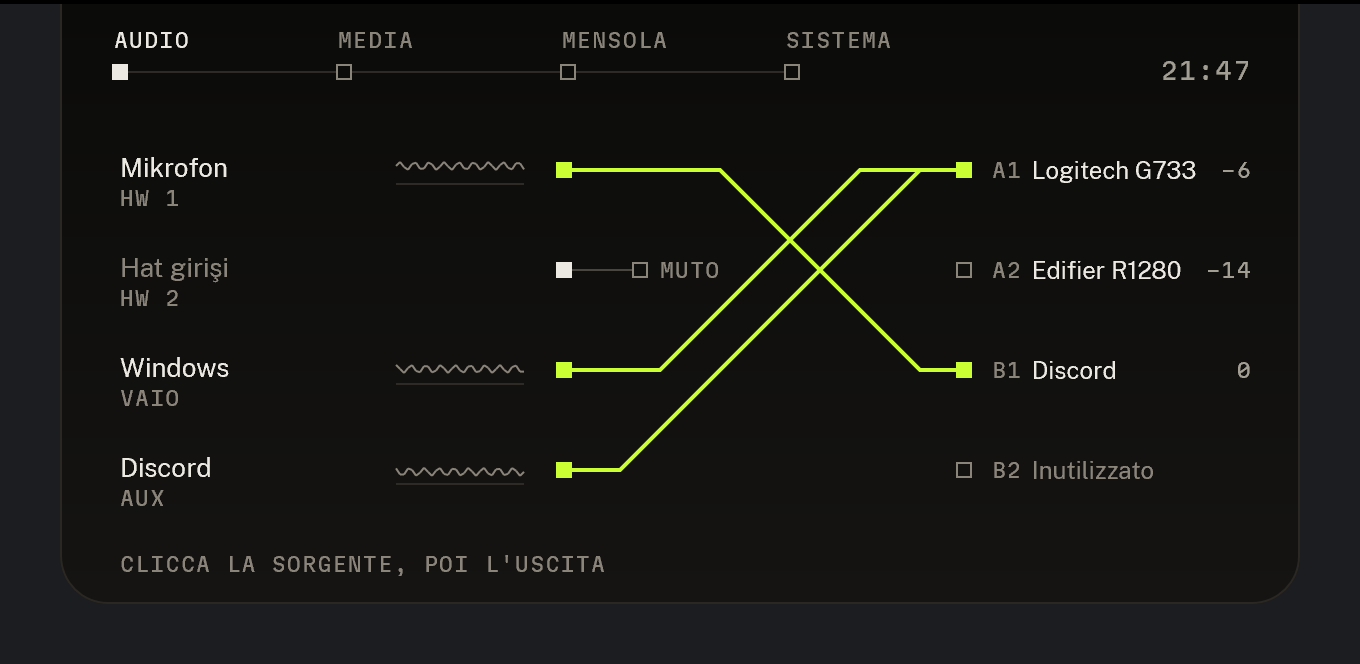 AUDIO MEDIA MENSOLA SISTEMA
21:47
Mikrofon
HW 1
A1 Logitech G733 −6
Hat girişi
HW 2
MUTO
A2 Edifier R1280 −14
Windows
VAIO
B1 Discord 0
Discord
AUX
B2 Inutilizzato
CLICCA LA SORGENTE, POI L'USCITA